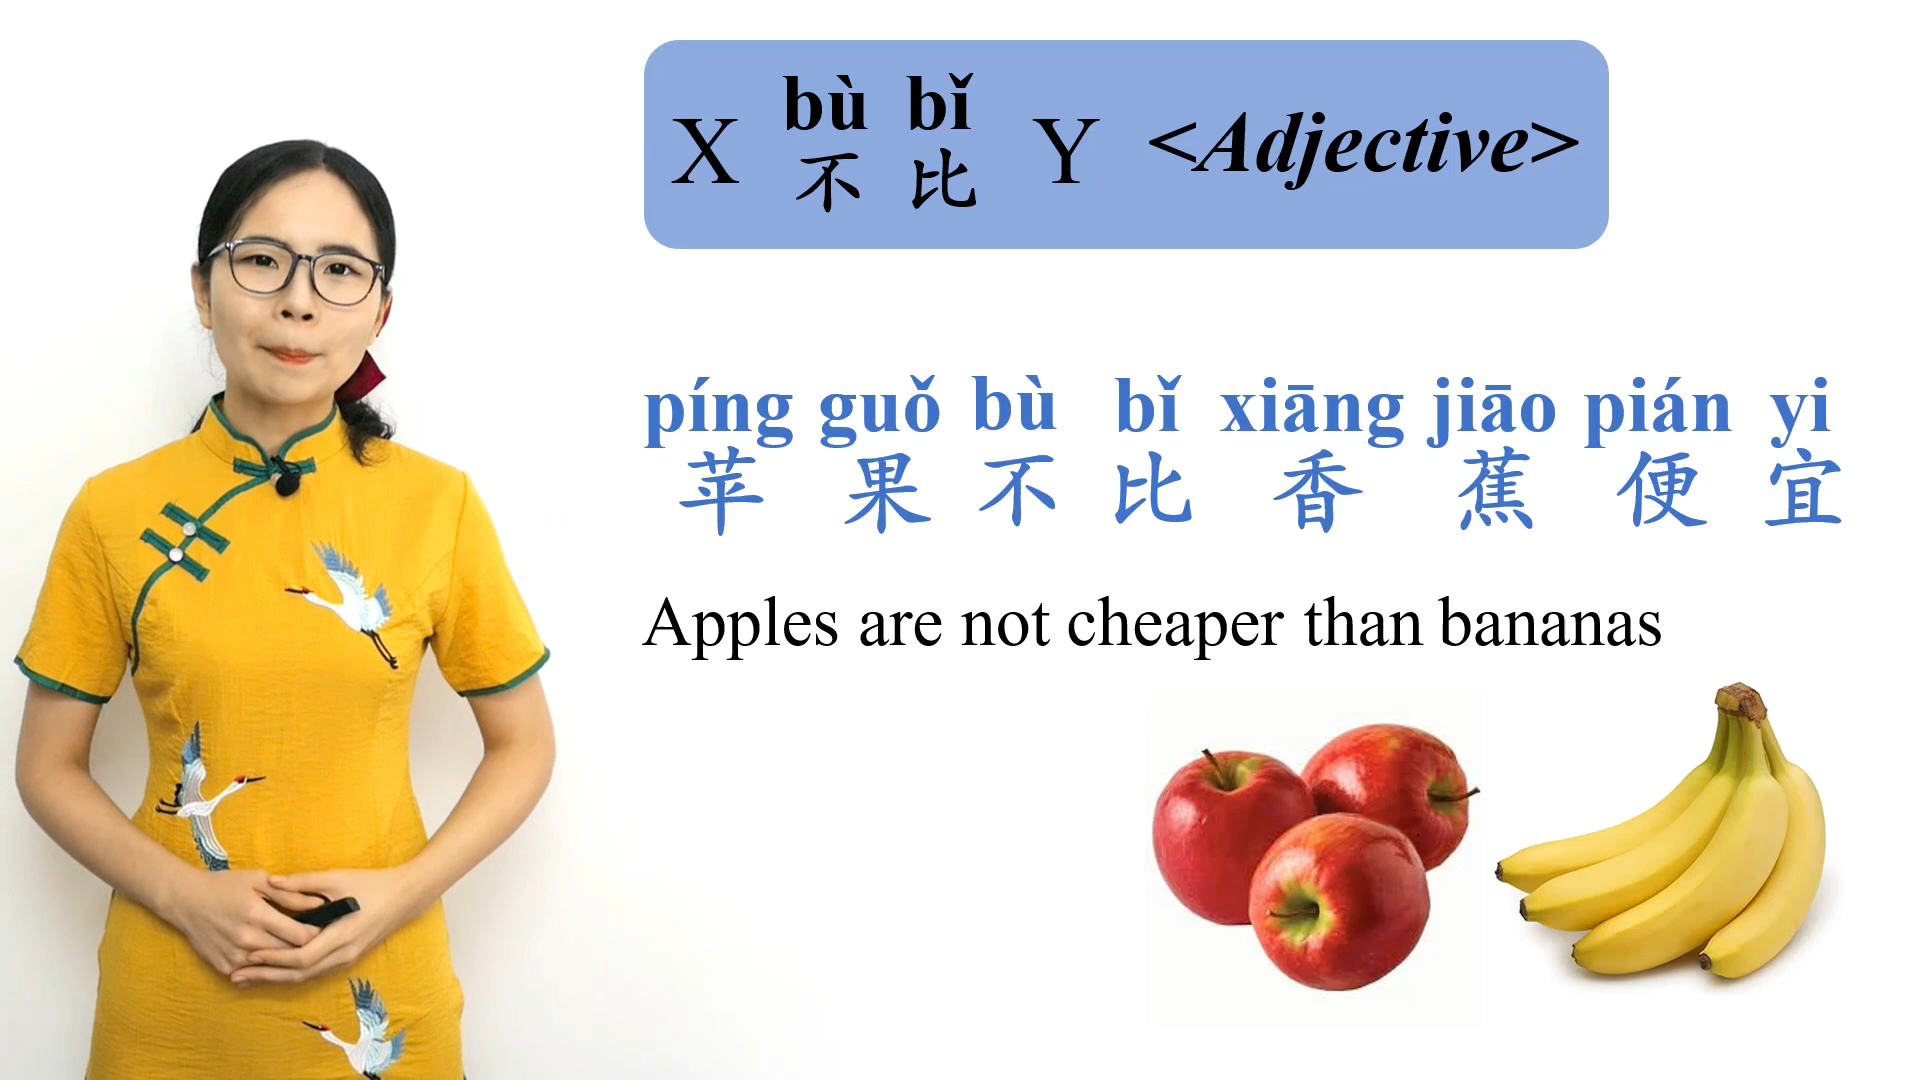 bù bǐ
X 不 比 Y <Adjective>
píng guǒ bù bǐ xiāng jiāo pián yi
苹 果 不 比 香 蕉 便 宜
Apples are not cheaper than bananas